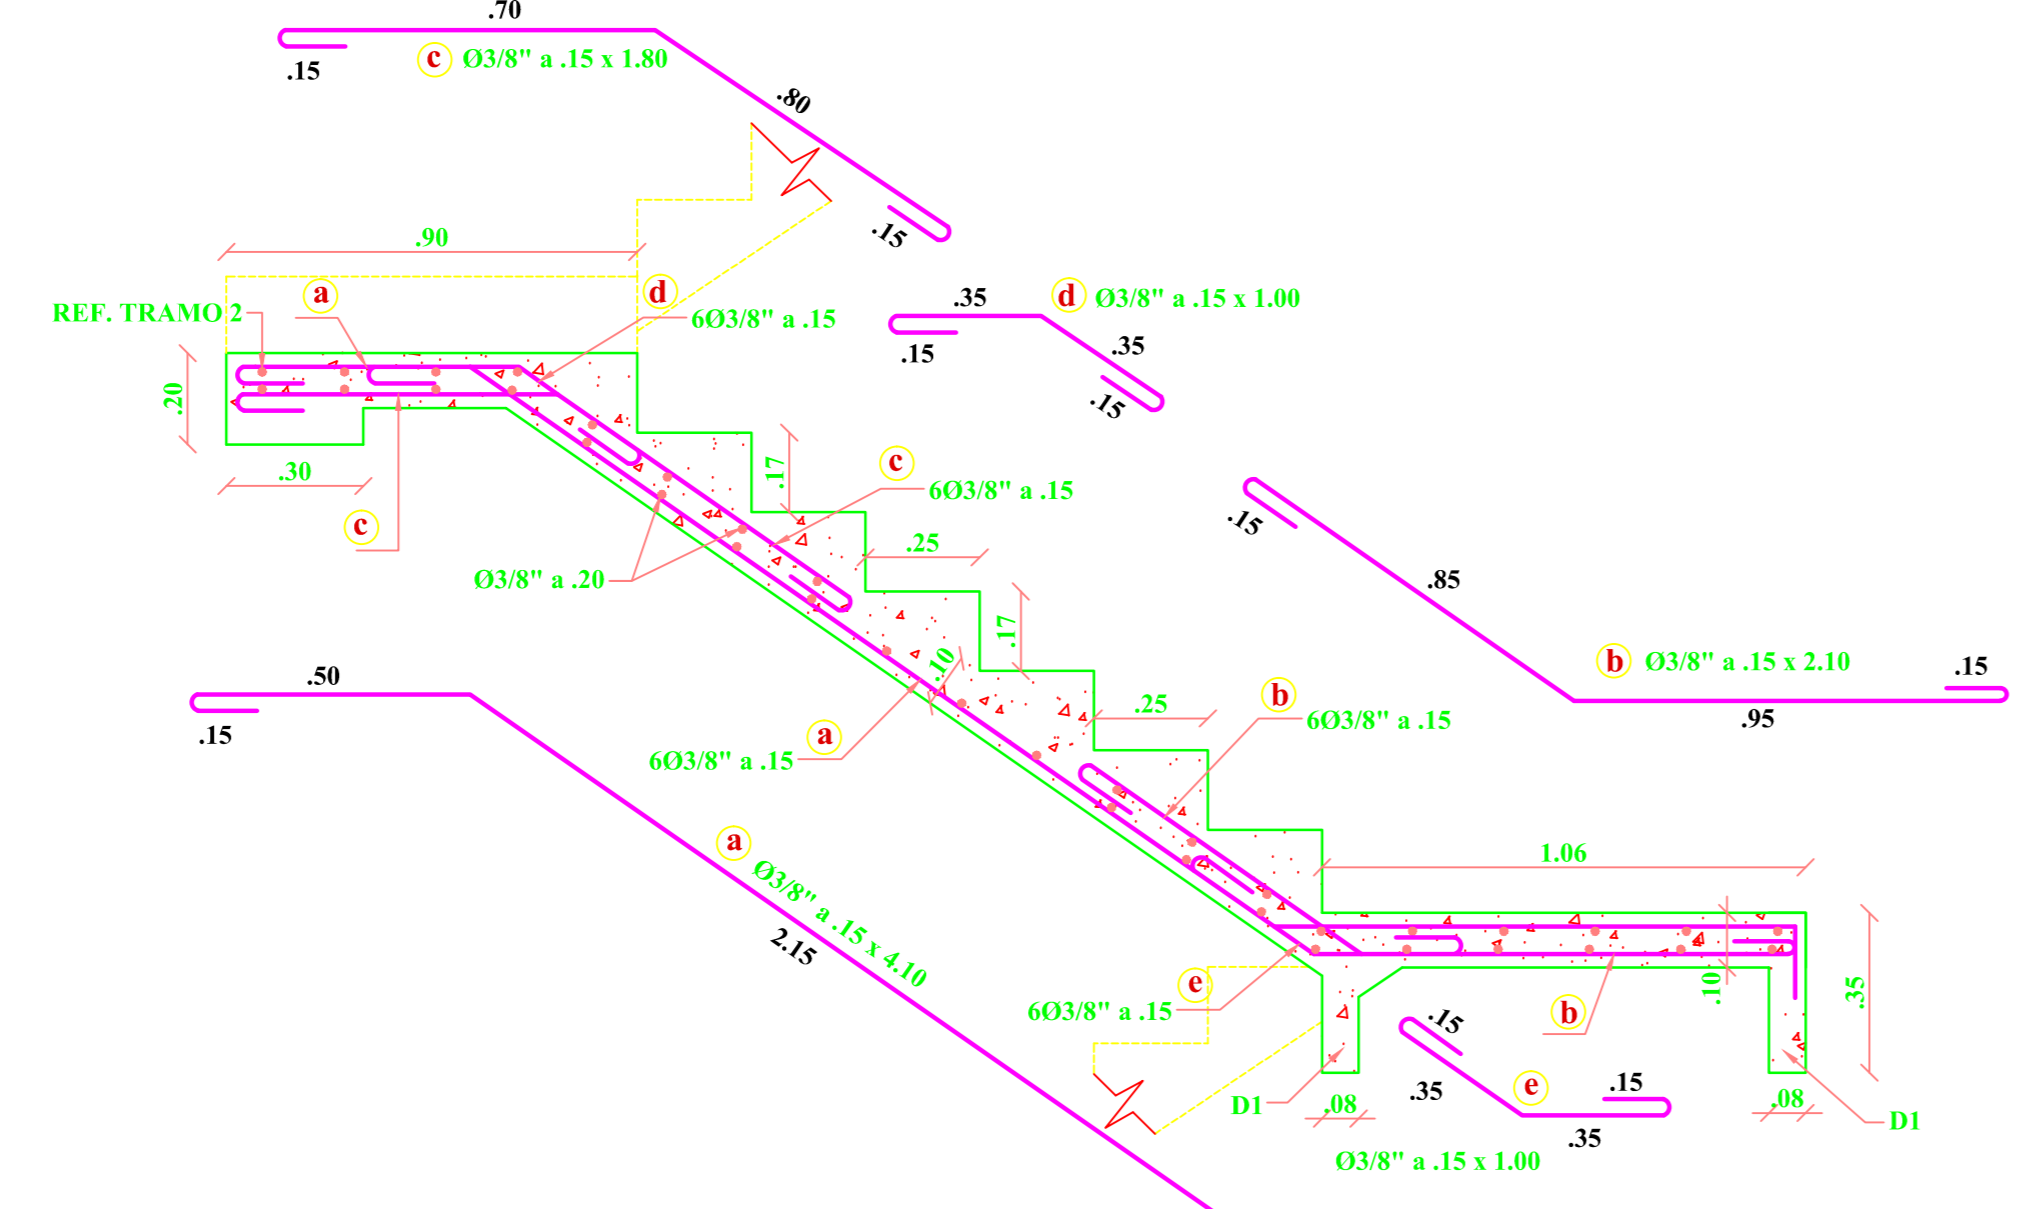 .70
c Ø3/8" a .15 x 1.80
.15
.80
.15
.90
a
d
REF. TRAMO 2
6Ø3/8" a .15
.35
d Ø3/8" a .15 x 1.00
.15
.35
.15
.20
.30
c
.17
c
6Ø3/8" a .15
.25
Ø3/8" a .20
.15
.85
.17
.10
b Ø3/8" a .15 x 2.10
.15
.95
.50
.15
b
.25
6Ø3/8" a .15
a
6Ø3/8" a .15
a Ø3/8" a .15 x 4.10
2.15
1.06
e
6Ø3/8" a .15
.10
.35
b
.15
.35
e
.15
.35
D1
.08
.08
D1
Ø3/8" a .15 x 1.00